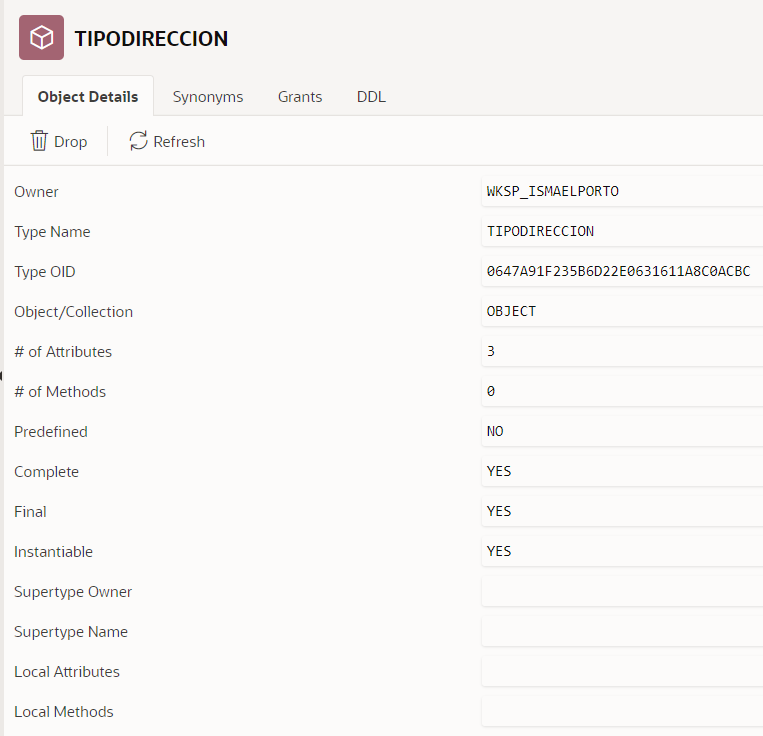 TIPODIRECCION
Object Details Synonyms Grants DDL
Drop Refresh
Owner WKSP_ISMAELPORTO
Type Name TIPODIRECCION
Type OID 0647A91F235B6D22E0631611A8C0ACBC
Object/Collection OBJECT
# of Attributes 3
# of Methods 0
Predefined NO
Complete YES
Final YES
Instantiable YES
Supertype Owner
Supertype Name
Local Attributes
Local Methods